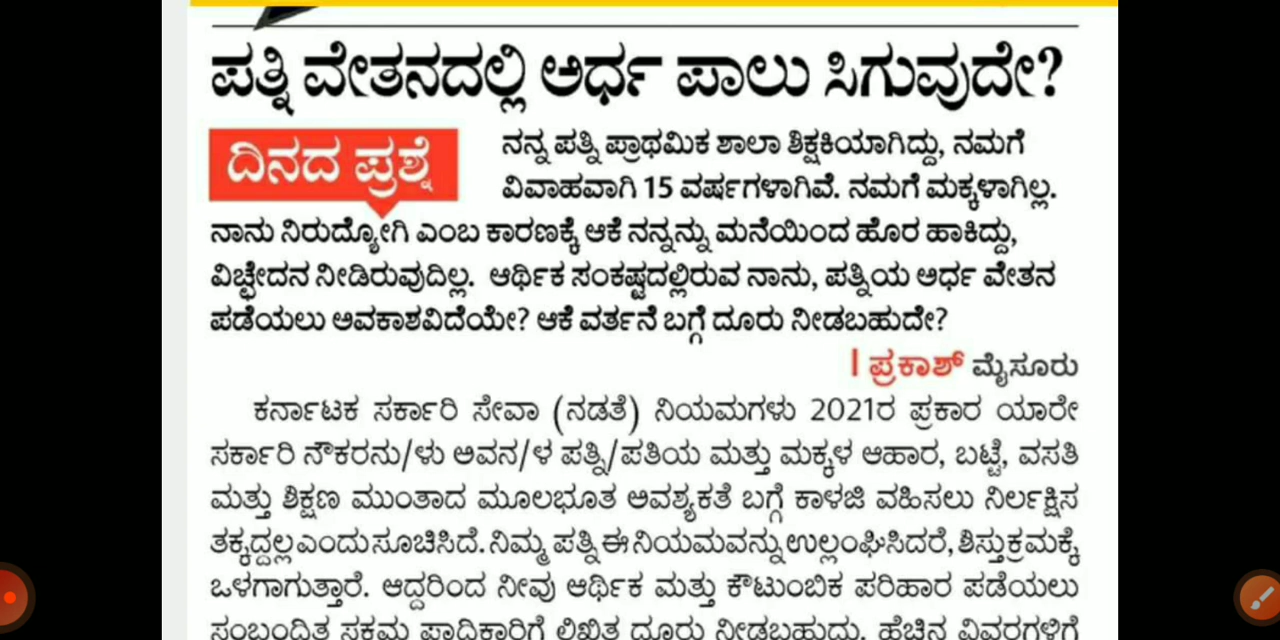 ಪತ್ನಿ ವೇತನದಲ್ಲಿ ಅರ್ಧ ಪಾಲು ಸಿಗುವುದೇ?
ದಿನದ ಪ್ರಶ್ನೆ
ನನ್ನ ಪತ್ನಿ ಪ್ರಾಥಮಿಕ ಶಾಲಾ ಶಿಕ್ಷಕಿಯಾಗಿದ್ದು, ನಮಗೆ
ವಿವಾಹವಾಗಿ 15 ವರ್ಷಗಳಾಗಿವೆ. ನಮಗೆ ಮಕ್ಕಳಾಗಿಲ್ಲ.
ನಾನು ನಿರುದ್ಯೋಗಿ ಎಂಬ ಕಾರಣಕ್ಕೆ ಆಕೆ ನನ್ನನ್ನು ಮನೆಯಿಂದ ಹೊರ ಹಾಕಿದ್ದು,
ವಿಚ್ಛೇದನ ನೀಡಿರುವುದಿಲ್ಲ. ಆರ್ಥಿಕ ಸಂಕಷ್ಟದಲ್ಲಿರುವ ನಾನು, ಪತ್ನಿಯ ಅರ್ಧ ವೇತನ
ಪಡೆಯಲು ಅವಕಾಶವಿದೆಯೇ? ಆಕೆ ವರ್ತನೆ ಬಗ್ಗೆ ದೂರು ನೀಡಬಹುದೇ?
| ಪ್ರಕಾಶ್ ಮೈಸೂರು
ಕರ್ನಾಟಕ ಸರ್ಕಾರಿ ಸೇವಾ (ನಡತೆ) ನಿಯಮಗಳು 2021ರ ಪ್ರಕಾರ ಯಾರೇ
ಸರ್ಕಾರಿ ನೌಕರನು/ಳು ಅವನ/ಳ ಪತ್ನಿ/ಪತಿಯ ಮತ್ತು ಮಕ್ಕಳ ಆಹಾರ, ಬಟ್ಟೆ, ವಸತಿ
ಮತ್ತು ಶಿಕ್ಷಣ ಮುಂತಾದ ಮೂಲಭೂತ ಅವಶ್ಯಕತೆ ಬಗ್ಗೆ ಕಾಳಜಿ ವಹಿಸಲು ನಿರ್ಲಕ್ಷಿಸ
ತಕ್ಕದ್ದಲ್ಲ ಎಂದು ಸೂಚಿಸಿದೆ. ನಿಮ್ಮ ಪತ್ನಿ ಈ ನಿಯಮವನ್ನು ಉಲ್ಲಂಘಿಸಿದರೆ, ಶಿಸ್ತುಕ್ರಮಕ್ಕೆ
ಒಳಗಾಗುತ್ತಾರೆ. ಆದ್ದರಿಂದ ನೀವು ಆರ್ಥಿಕ ಮತ್ತು ಕೌಟುಂಬಿಕ ಪರಿಹಾರ ಪಡೆಯಲು
ಸಂಬಂಧಿತ ಸಕ್ಷಮ ಪ್ರಾಧಿಕಾರಿಗೆ ಲಿಖಿತ ದೂರು ನೀಡಬಹುದು. ಹೆಚ್ಚಿನ ವಿವರಗಳಿಗೆ